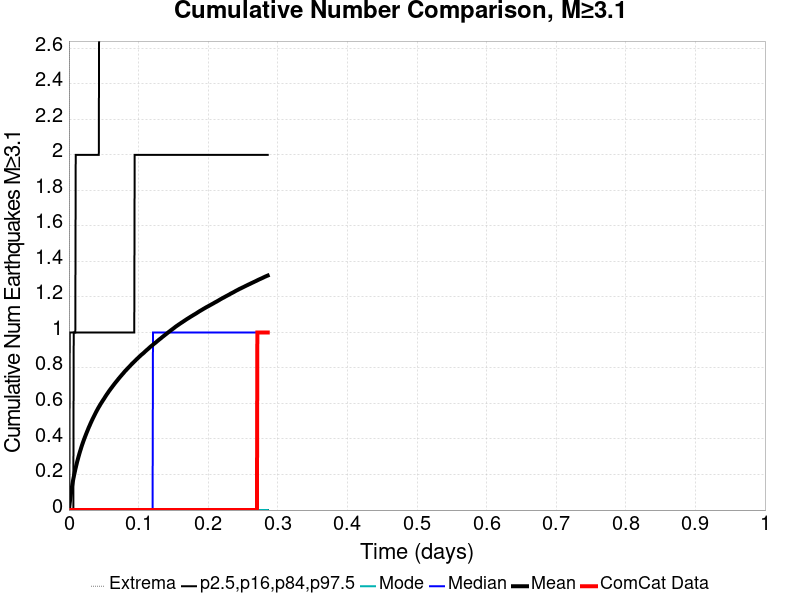 Cumulative Number Comparison, M≥3.1
Cumulative Num Earthquakes M≥3.1
2.6
2.4
2.2
2
1.8
1.6
1.4
1.2
1
0.8
0.6
0.4
0.2
0
0 0.1 0.2 0.3 0.4 0.5 0.6 0.7 0.8 0.9 1
Time (days)
Extrema p2.5,p16,p84,p97.5 Mode Median Mean ComCat Data